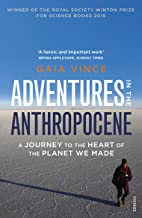 WINNER OF THE ROYAL SOCIETY WINTON PRIZE
FOR SCIENCE BOOKS 2015
'A heroic and important work'
BRYAN APPLEYARD, SUNDAY TIMES
GAIA VINCE
ADVENTURES
IN THE
ANTHROPOCENE
A JOURNEY TO THE HEART OF
THE PLANET WE MADE
VINTAGE